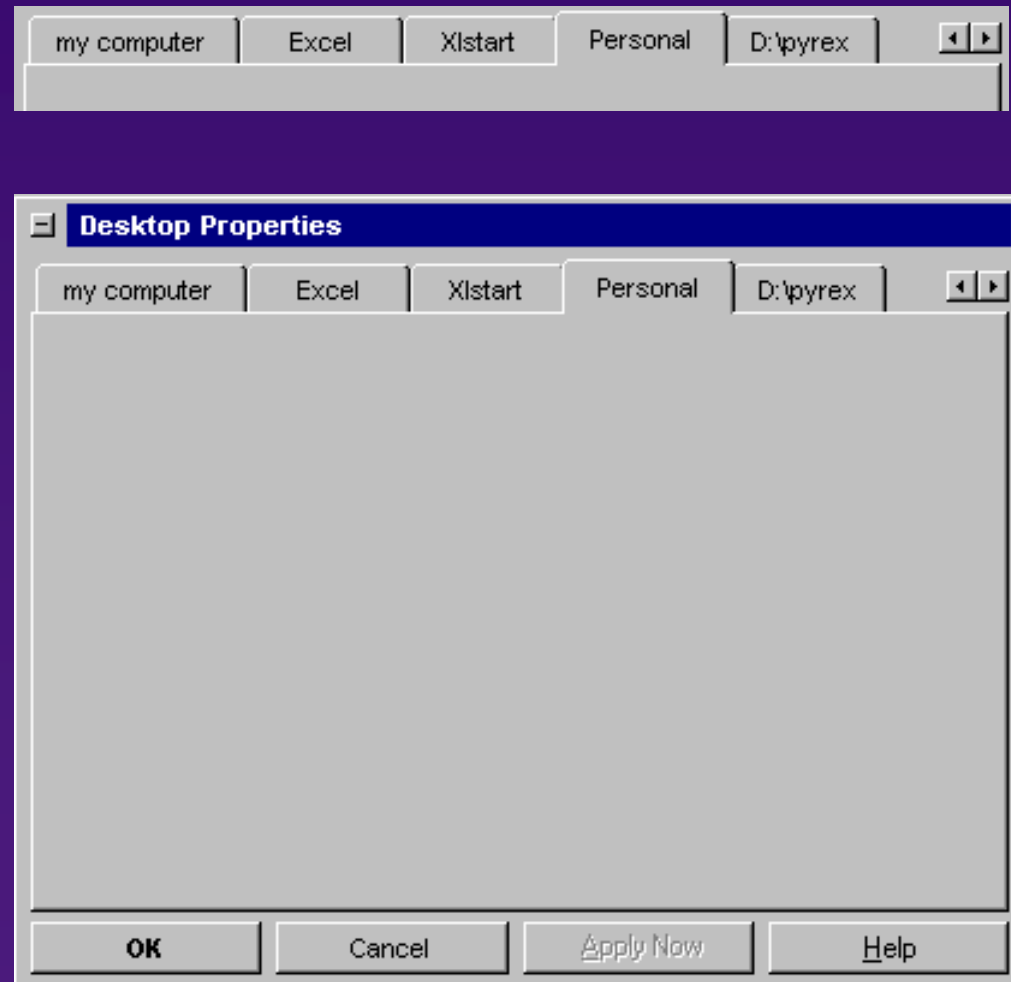 my computer Excel Xlstart Personal D:\pyrex
Desktop Properties
my computer Excel Xlstart Personal D:\pyrex
OK Cancel Apply Now Help